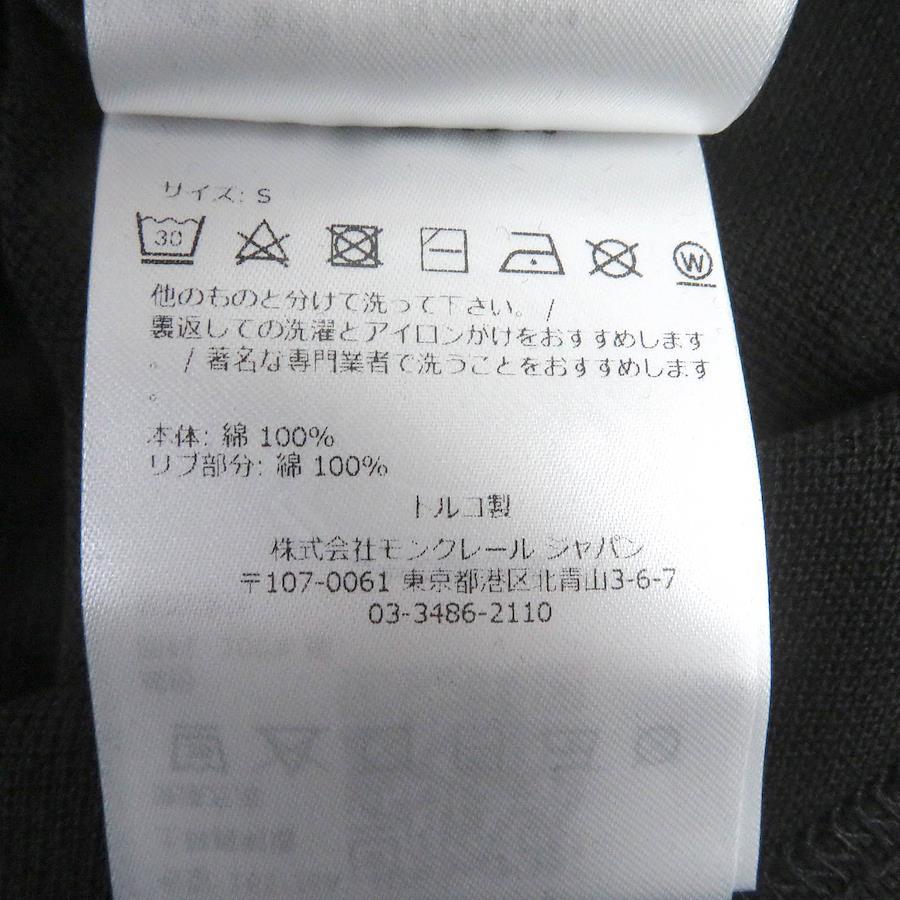 サイズ: S
30
W
他のものと分けて洗って下さい。 /
裏返しての洗濯とアイロンがけをおすすめします
。 / 著名な専門業者で洗うことをおすすめします
。
本体: 綿 100%
リブ部分: 綿 100%
トルコ製
株式会社モンクレール ジャパン
〒107-0061 東京都港区北青山3-6-7
03-3486-2110